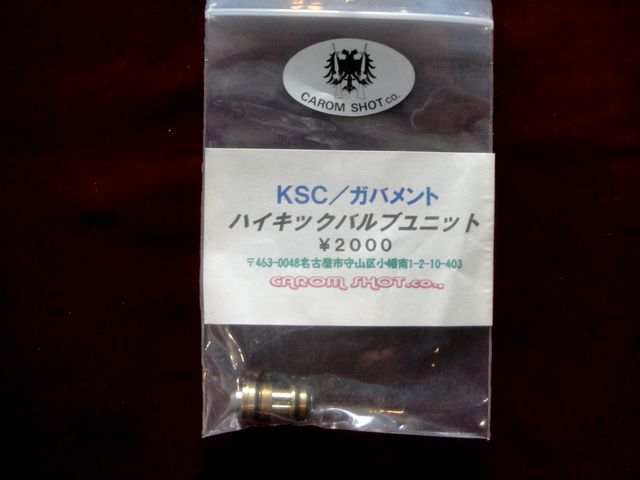 CAROM SHOT CO.
KSC/ガバメント
ハイキックバルブユニット
¥2000
〒463-0048名古屋市守山区小幡南1-2-10-403
CAROM SHOT.co.,